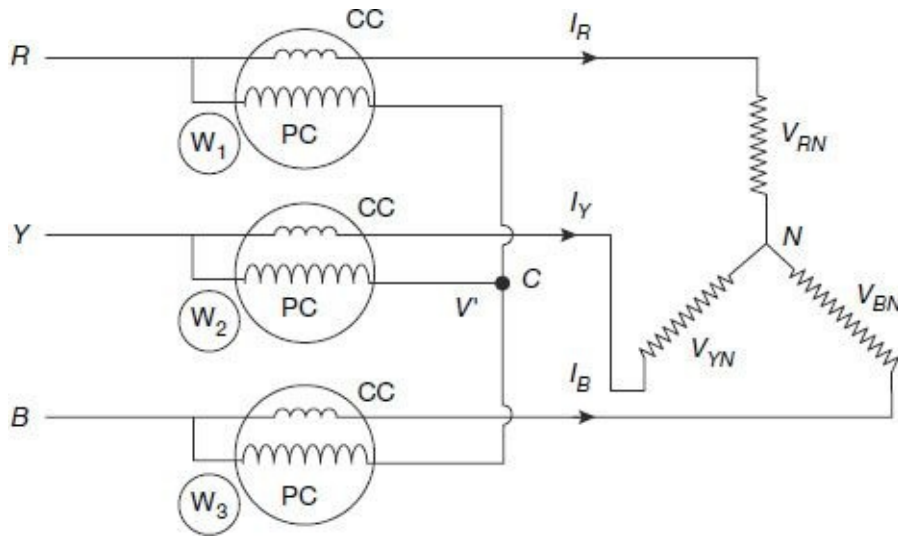 CC
I_R
R
W_1
PC
V_RN
CC
I_Y
Y
N
C
W_2
PC
V'
V_BN
V_YN
CC
I_B
B
W_3
PC